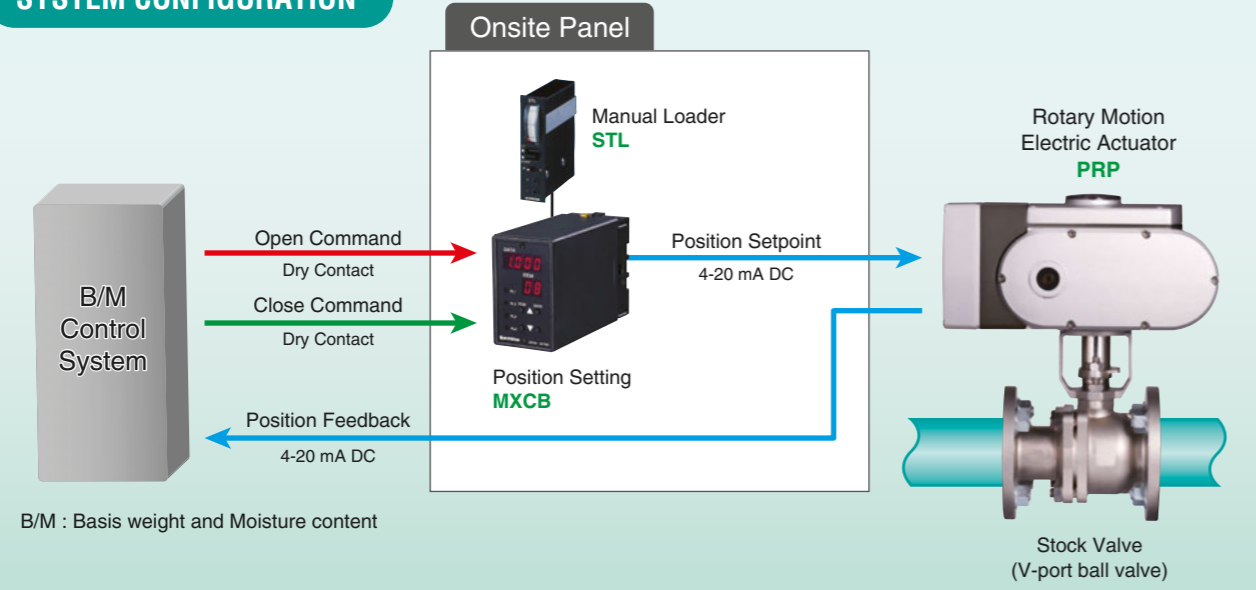 SYSTEM CONFIGURATION
Onsite Panel
Manual Loader
STL
Rotary Motion
Electric Actuator
PRP
B/M
Control
System
Open Command
Dry Contact
Close Command
Dry Contact
Position Setpoint
4-20 mA DC
Position Setting
MXCB
Position Feedback
4-20 mA DC
B/M : Basis weight and Moisture content
Stock Valve
(V-port ball valve)